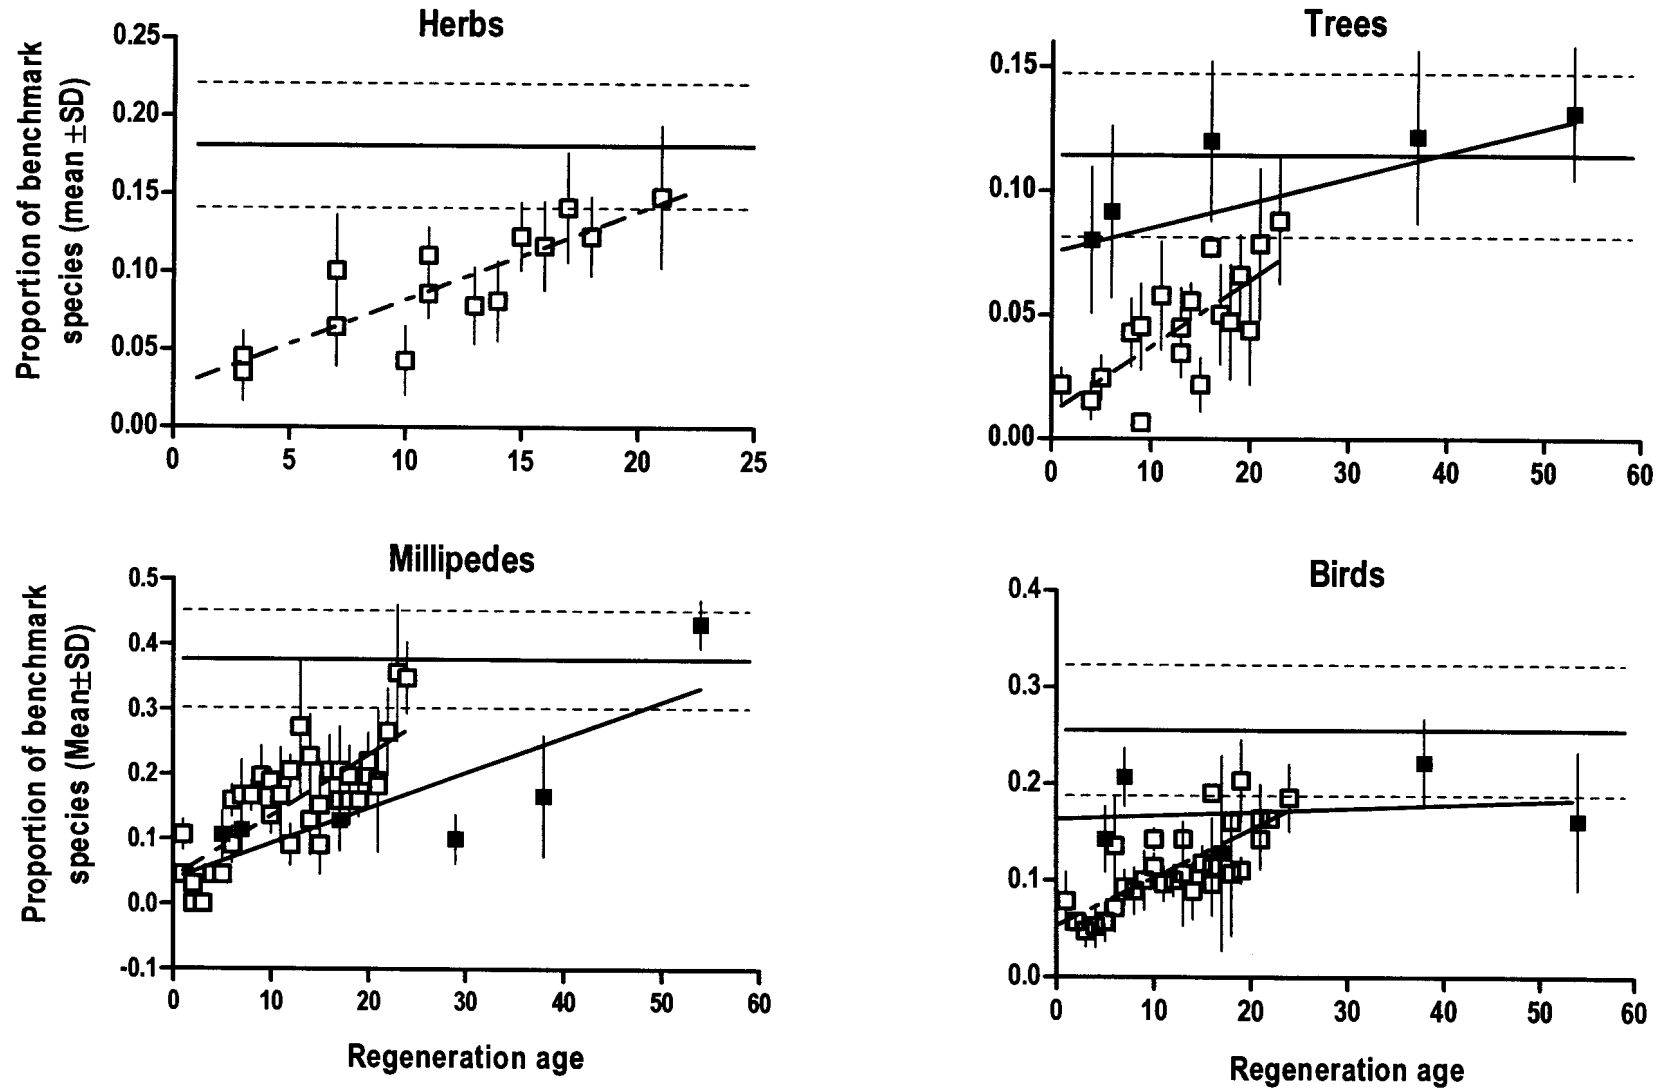 Herbs
Proportion of benchmark
species (mean ±SD)
0.25
0.20
0.15
0.10
0.05
0.00
0 5 10 15 20 25
Trees
0.15
0.10
0.05
0.00
0 10 20 30 40 50 60
Millipedes
Proportion of benchmark
species (Mean±SD)
0.5
0.4
0.3
0.2
0.1
0.0
-0.1
0 10 20 30 40 50 60
Regeneration age
Birds
0.4
0.3
0.2
0.1
0.0
0 10 20 30 40 50 60
Regeneration age